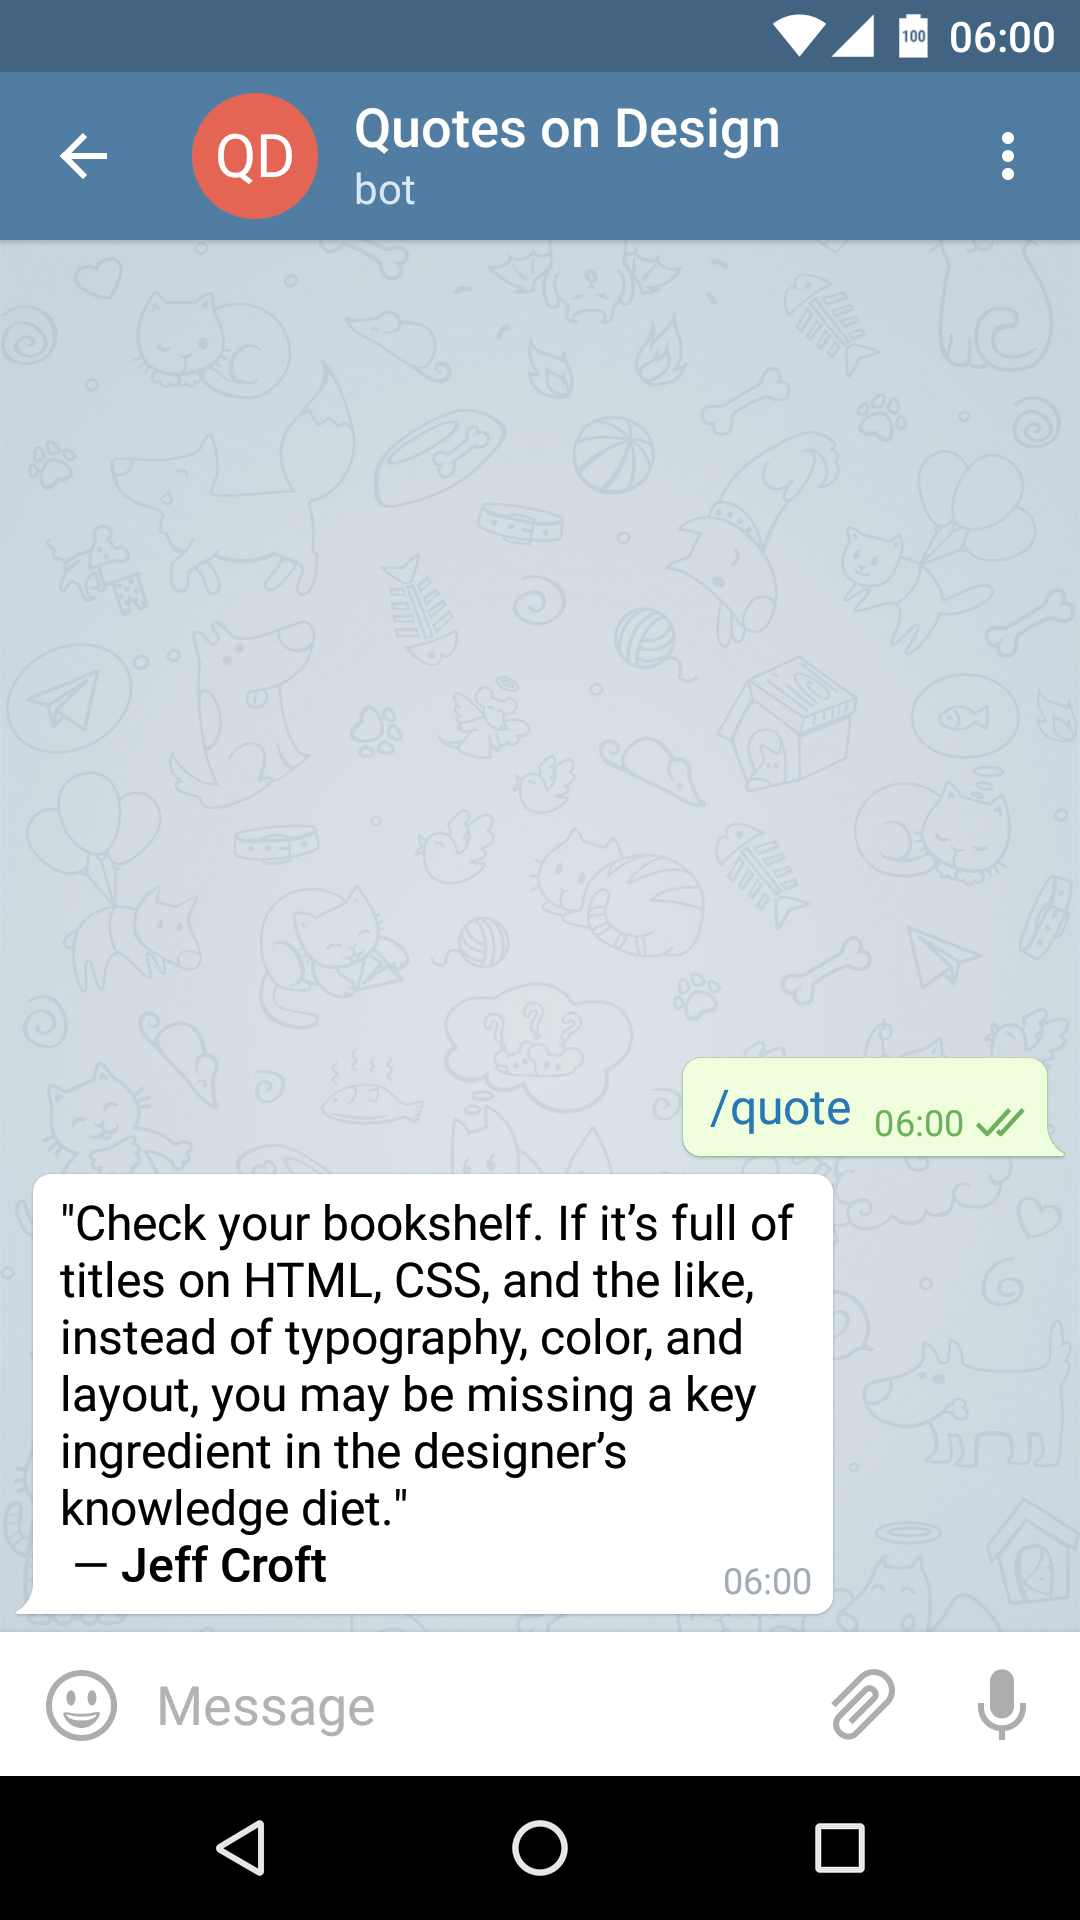 100 06:00
QD
Quotes on Design
bot
/quote 06:00
"Check your bookshelf. If it’s full of
titles on HTML, CSS, and the like,
instead of typography, color, and
layout, you may be missing a key
ingredient in the designer’s
knowledge diet."
— Jeff Croft
06:00
Message